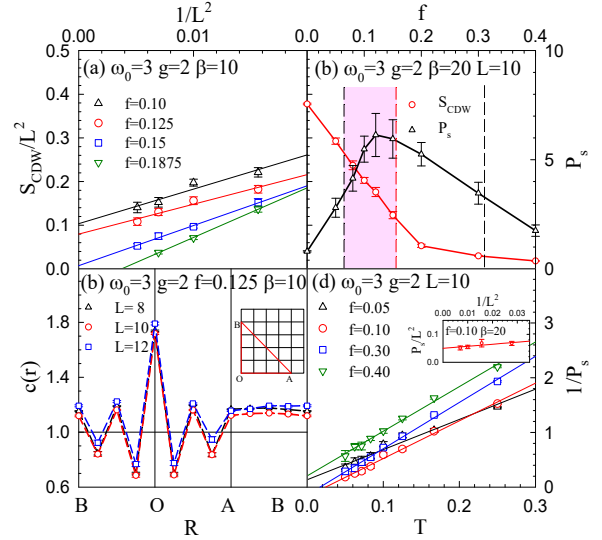 1/L²
f
0.0 0.01 0.02 0.0 0.1 0.2 0.3 0.4
(a) ω₀=3 g=2 β=10
(b) ω₀=3 g=2 β=20 L=10
0.5
0.4
0.3
0.2
0.1
0.0
S_CDW/L²
f=0.10
f=0.125
f=0.15
f=0.1875
S_CDW
P_s
10
5
0
P_s
(b) ω₀=3 g=2 f=0.125 β=10
(d) ω₀=3 g=2 L=10
L= 8
L=10
L=12
B
O
A
1.8
1.4
1.0
0.6
c(r)
f=0.05
f=0.10
f=0.30
f=0.40
1/L²
0.00 0.01 0.02 0.03
f=0.10 β=20
P_s/L²
0.1
0.0
3
2
1
0
1/P_s
B O A B 0.0 0.1 0.2 0.3
R
T